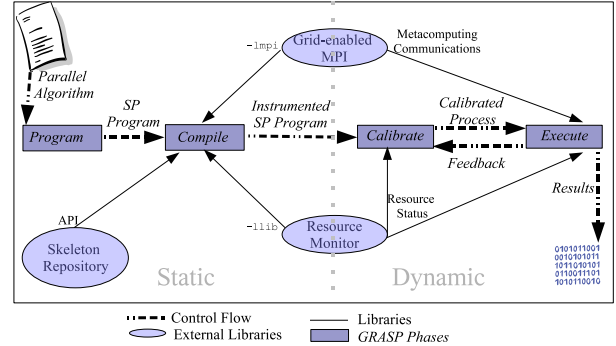 -lmpi
Grid-enabled
MPI
Metacomputing
Communications
Parallel
Algorithm
SP
Program
Instrumented
SP Program
Calibrated
Process
Program
Compile
Calibrate
Execute
Feedback
Results
API
Resource
Status
-llib
Resource
Monitor
Skeleton
Repository
Static
Dynamic
0101011001
0010101011
1011010101
0110011101
1010110010
Control Flow
Libraries
External Libraries
GRASP Phases